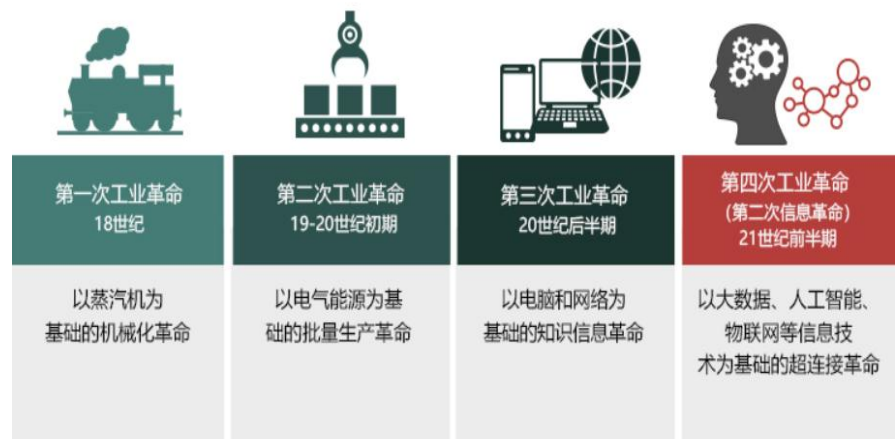 第一次工业革命
18世纪
第二次工业革命
19-20世纪初期
第三次工业革命
20世纪后半期
第四次工业革命
(第二次信息革命)
21世纪前半期
以蒸汽机为
基础的机械化革命
以电气能源为基
础的批量生产革命
以电脑和网络为
基础的知识信息革命
以大数据、人工智能、
物联网等信息技
术为基础的超连接革命